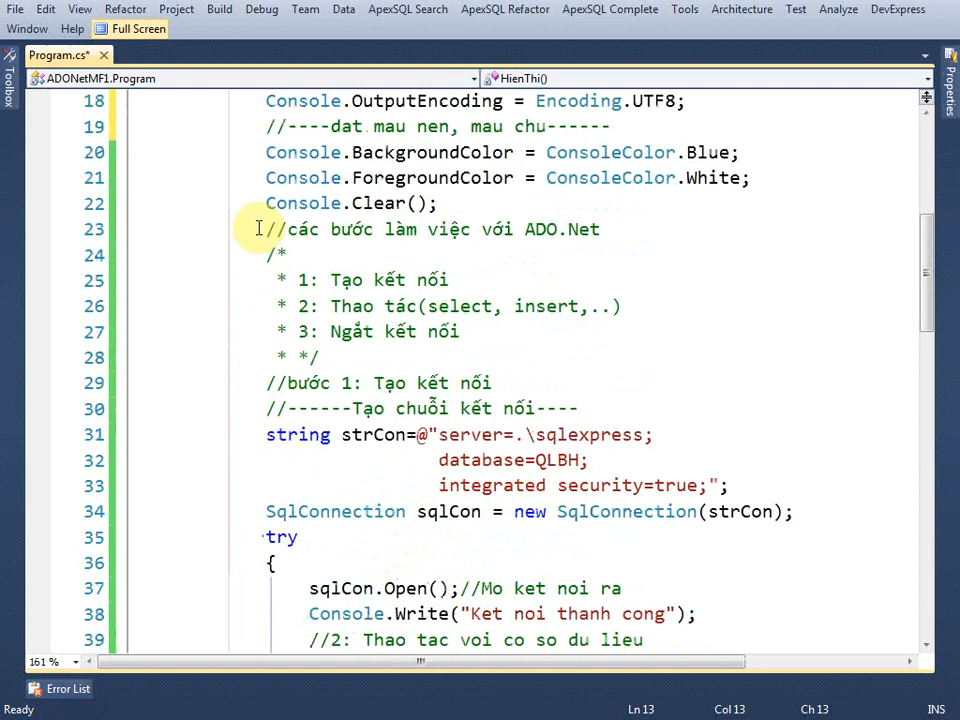 File Edit View Refactor Project Build Debug Team Data ApexSQL Search ApexSQL Refactor ApexSQL Complete Tools Architecture Test Analyze DevExpress
Window Help Full Screen
Program.cs*
Toolbox
Properties
ADONetMF1.Program HienThi()
18 Console.OutputEncoding = Encoding.UTF8;
19 //----dat mau nen, mau chu------
20 Console.BackgroundColor = ConsoleColor.Blue;
21 Console.ForegroundColor = ConsoleColor.White;
22 Console.Clear();
23 //các bước làm việc với ADO.Net
24 /*
25 * 1: Tạo kết nối
26 * 2: Thao tác(select, insert,..)
27 * 3: Ngắt kết nối
28 * */
29 //bước 1: Tạo kết nối
30 //------Tạo chuỗi kết nối----
31 string strCon=@"server=.\sqlexpress;
32 database=QLBH;
33 integrated security=true;";
34 SqlConnection sqlCon = new SqlConnection(strCon);
35 try
36 {
37 sqlCon.Open();//Mo ket noi ra
38 Console.Write("Ket noi thanh cong");
39 //2: Thao tac voi co so du lieu
161 %
Error List
Ready Ln 13 Col 13 Ch 13 INS